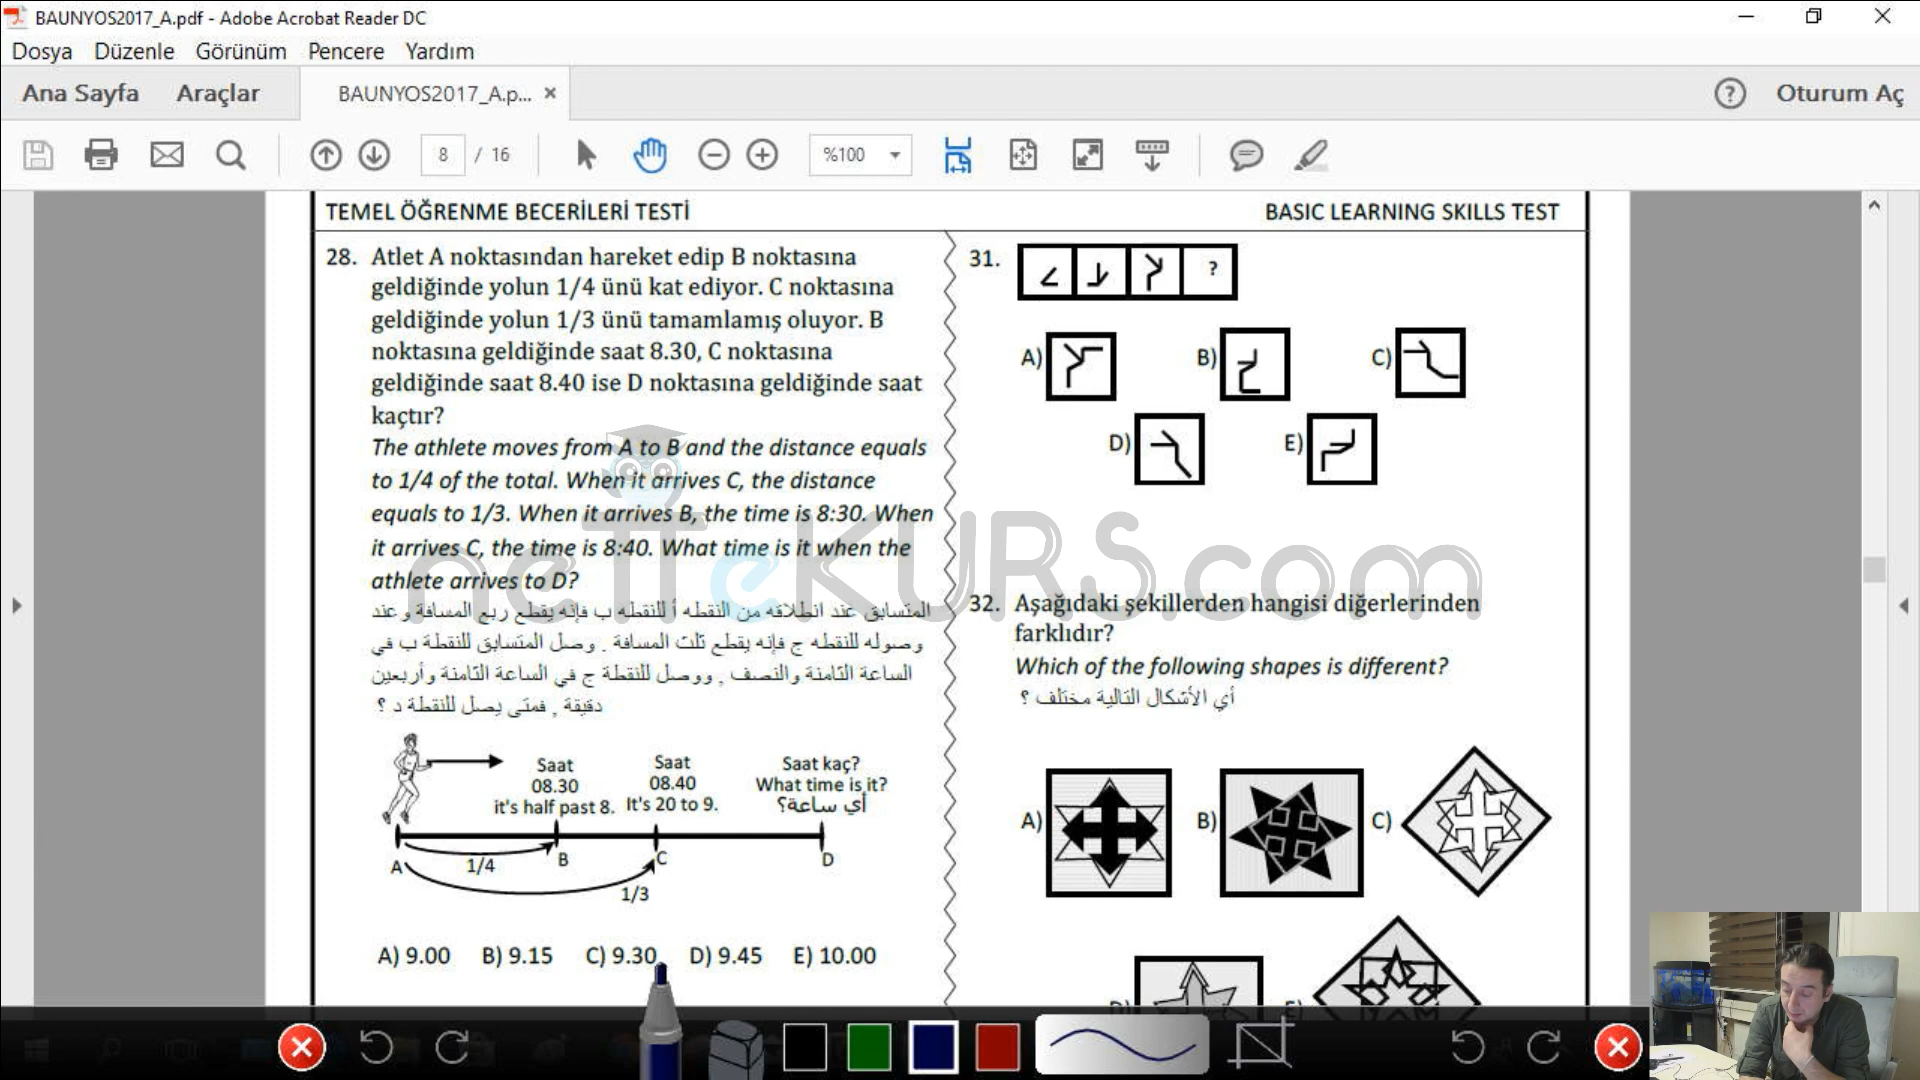 BAUNYOS2017_A.pdf - Adobe Acrobat Reader DC
Dosya Düzenle Görünüm Pencere Yardım
Ana Sayfa Araçlar BAUNYOS2017_A.p... Oturum Aç
8 / 16 %100
TEMEL ÖĞRENME BECERİLERİ TESTİ
BASIC LEARNING SKILLS TEST
28. Atlet A noktasından hareket edip B noktasına
geldiğinde yolun 1/4 ünü kat ediyor. C noktasına
geldiğinde yolun 1/3 ünü tamamlamış oluyor. B
noktasına geldiğinde saat 8.30, C noktasına
geldiğinde saat 8.40 ise D noktasına geldiğinde saat
kaçtır?
The athlete moves from A to B and the distance equals
to 1/4 of the total. When it arrives C, the distance
equals to 1/3. When it arrives B, the time is 8:30. When
it arrives C, the time is 8:40. What time is it when the
athlete arrives to D?
المتسابق عند انطلاقه من النقطه أ للنقطه ب فإنه يقطع ربع المسافة وعند
وصوله للنقطه ج فإنه يقطع ثلث المسافة . وصل المتسابق للنقطة ب في
الساعة الثامنة والنصف , ووصل للنقطة ج في الساعة الثامنة وأربعين
دقيقة , فمتى يصل للنقطة د ؟
Saat
08.30
it's half past 8.
Saat
08.40
It's 20 to 9.
Saat kaç?
What time is it?
أي ساعة؟
A 1/4 B C D
1/3
A) 9.00 B) 9.15 C) 9.30 D) 9.45 E) 10.00
31. ?
A) B) C)
D) E)
32. Aşağıdaki şekillerden hangisi diğerlerinden
farklıdır?
Which of the following shapes is different?
أي الأشكال التالية مختلف ؟
A) B) C)
neTTeKURS.com